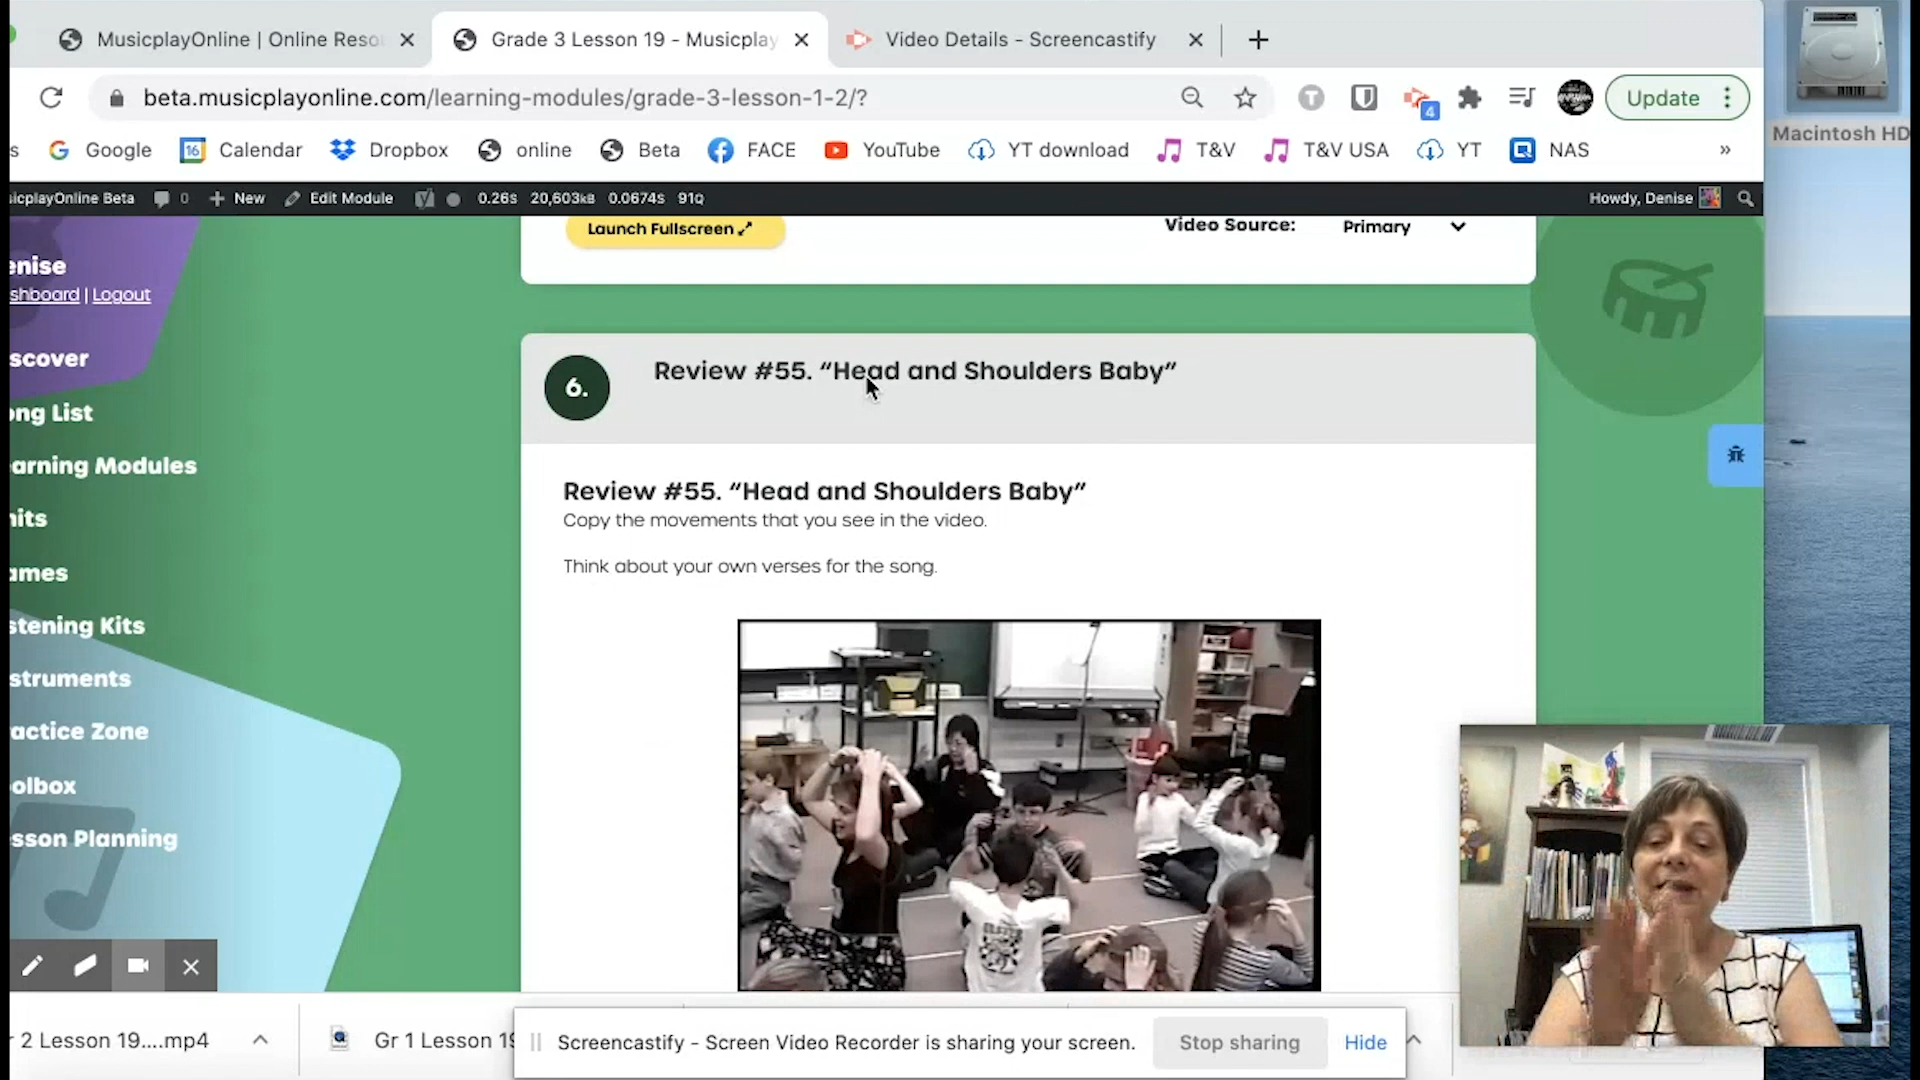 MusicplayOnline | Online Reso
Grade 3 Lesson 19 - Musicplay
Video Details - Screencastify
beta.musicplayonline.com/learning-modules/grade-3-lesson-1-2/?
T
4
Update
Macintosh HD
s
G Google
16 Calendar
Dropbox
online
Beta
FACE
YouTube
YT download
T&V
T&V USA
YT
NAS
»
usicplayOnline Beta
0
+ New
Edit Module
0.26s 20,603kB 0.0674s 91Q
Howdy, Denise
Launch Fullscreen
Video Source:
Primary
enise
shboard | Logout
scover
ong List
arning Modules
nits
ames
stening Kits
struments
actice Zone
olbox
sson Planning
6.
Review #55. “Head and Shoulders Baby”
Review #55. “Head and Shoulders Baby”
Copy the movements that you see in the video.
Think about your own verses for the song.
r 2 Lesson 19....mp4
Gr 1 Lesson 19
Screencastify - Screen Video Recorder is sharing your screen.
Stop sharing
Hide